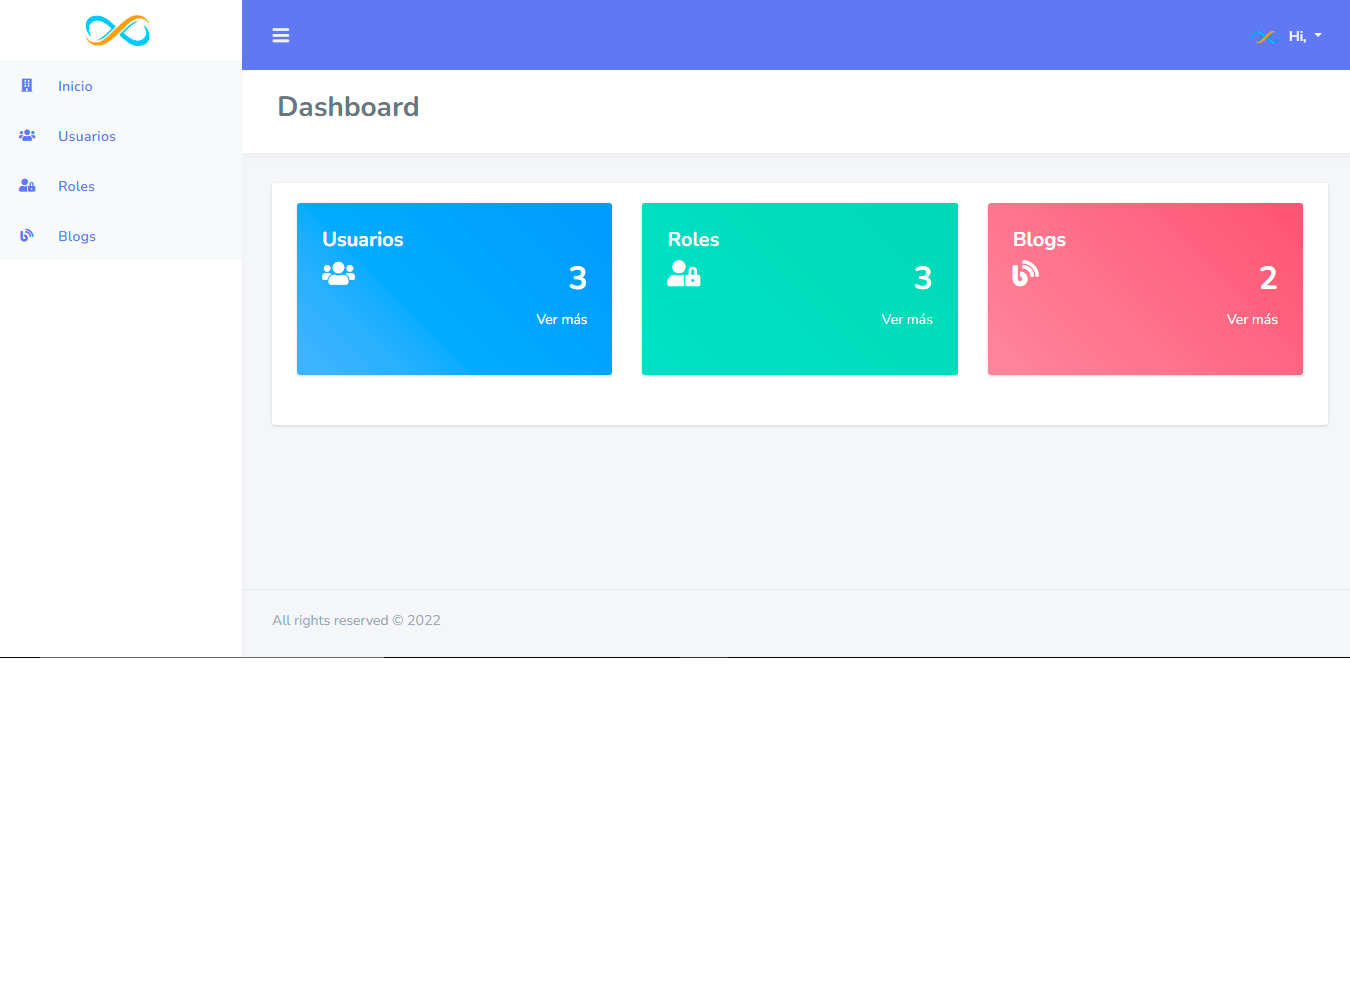 Hi,
Inicio
Usuarios
Roles
Blogs
Dashboard
Usuarios
3
Ver más
Roles
3
Ver más
Blogs
2
Ver más
All rights reserved © 2022